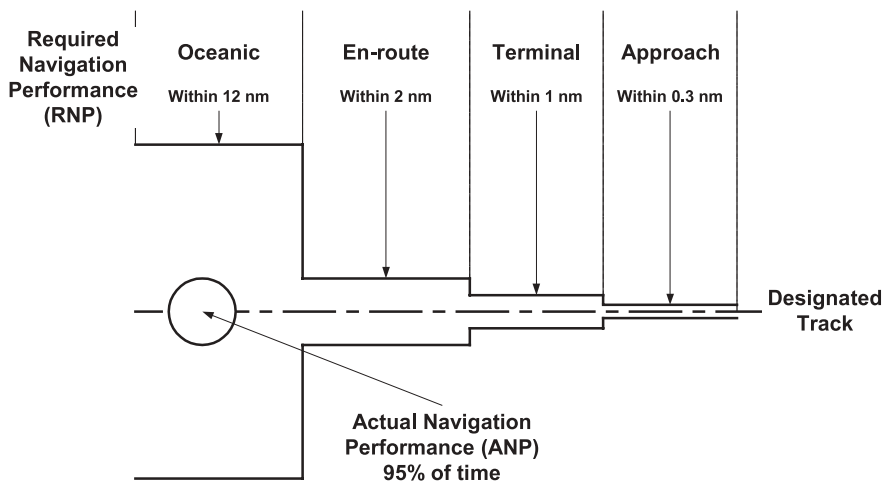 Required
Navigation
Performance
(RNP)
Oceanic
Within 12 nm
En-route
Within 2 nm
Terminal
Within 1 nm
Approach
Within 0.3 nm
Designated
Track
Actual Navigation
Performance (ANP)
95% of time